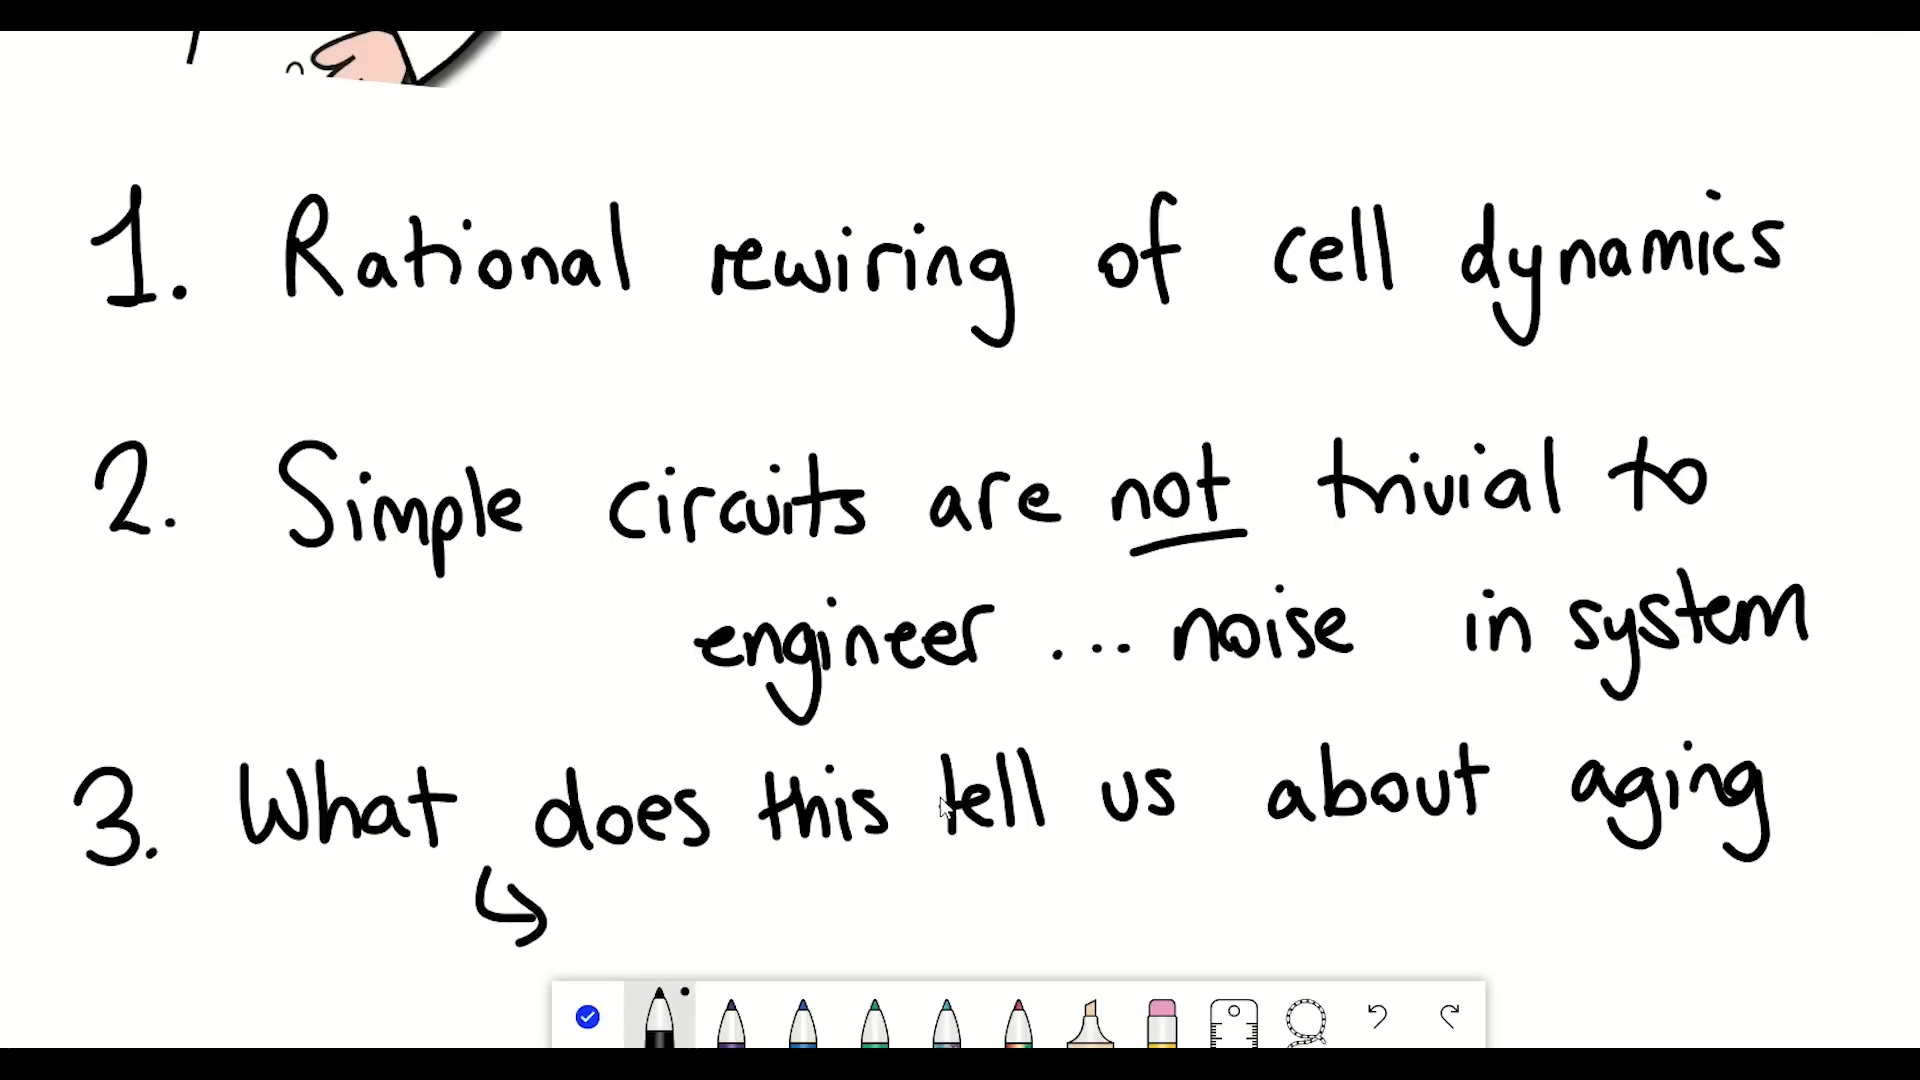 1. Rational rewiring of cell dynamics
2. Simple circuits are not trivial to
engineer ... noise in system
3. What does this tell us about aging